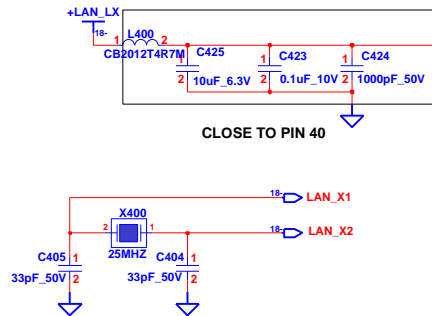 +LAN_LX
18-
L400
1 2
CB2012T4R7M
C425
1
2
10uF_6.3V
C423
1
2
0.1uF_10V
C424
1
2
1000pF_50V
CLOSE TO PIN 40
18- LAN_X1
X400
2 1
25MHZ
18- LAN_X2
C405
1
2
33pF_50V
C404
1
2
33pF_50V